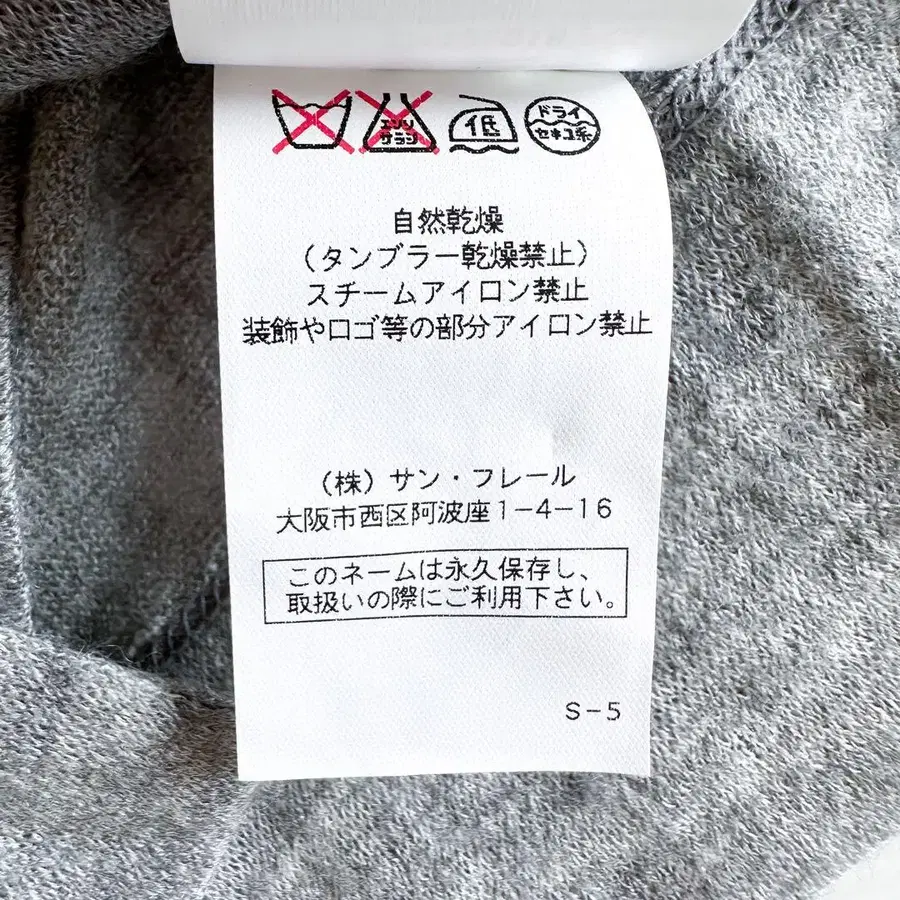 エンソ
サラシ
低
ドライ
セキユ系
自然乾燥
(タンブラー乾燥禁止)
スチームアイロン禁止
装飾やロゴ等の部分アイロン禁止
(株)サン・フレール
大阪市西区阿波座1-4-16
このネームは永久保存し、
取扱いの際にご利用下さい。
S-5